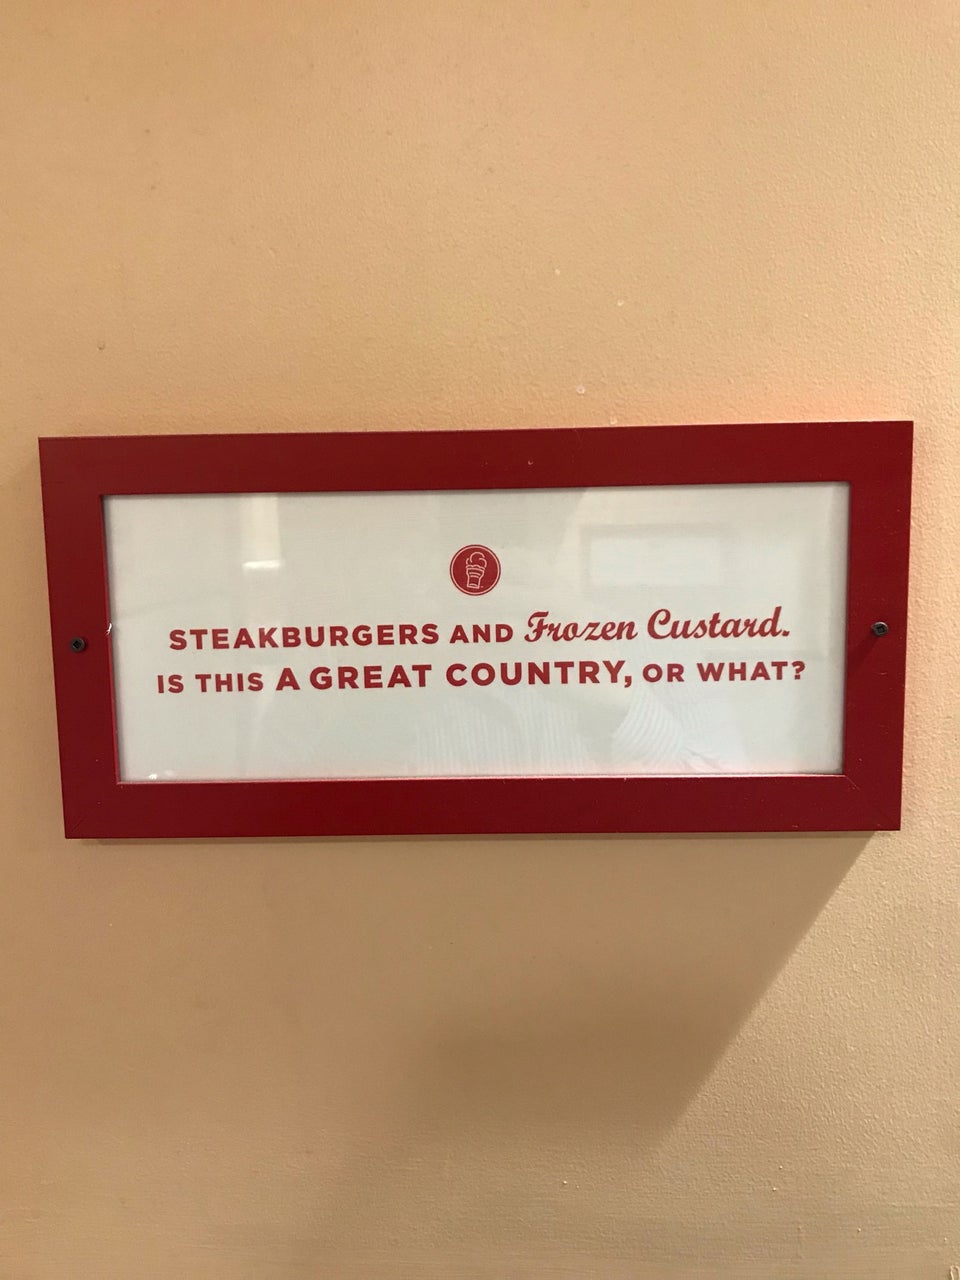 STEAKBURGERS AND Frozen Custard.
IS THIS A GREAT COUNTRY, OR WHAT?